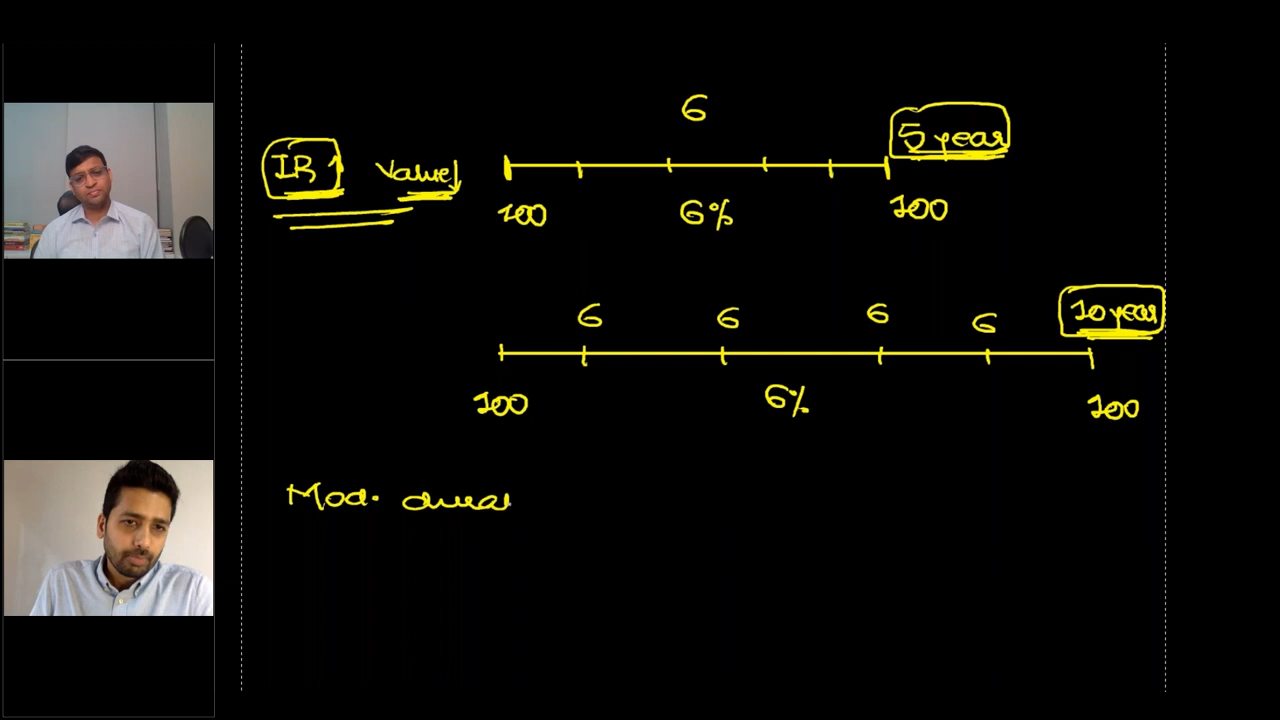 6
5 year
IR↑ Value↓
100 6% 100
6 6 6 6
10 year
100 6% 100
Mod. durat